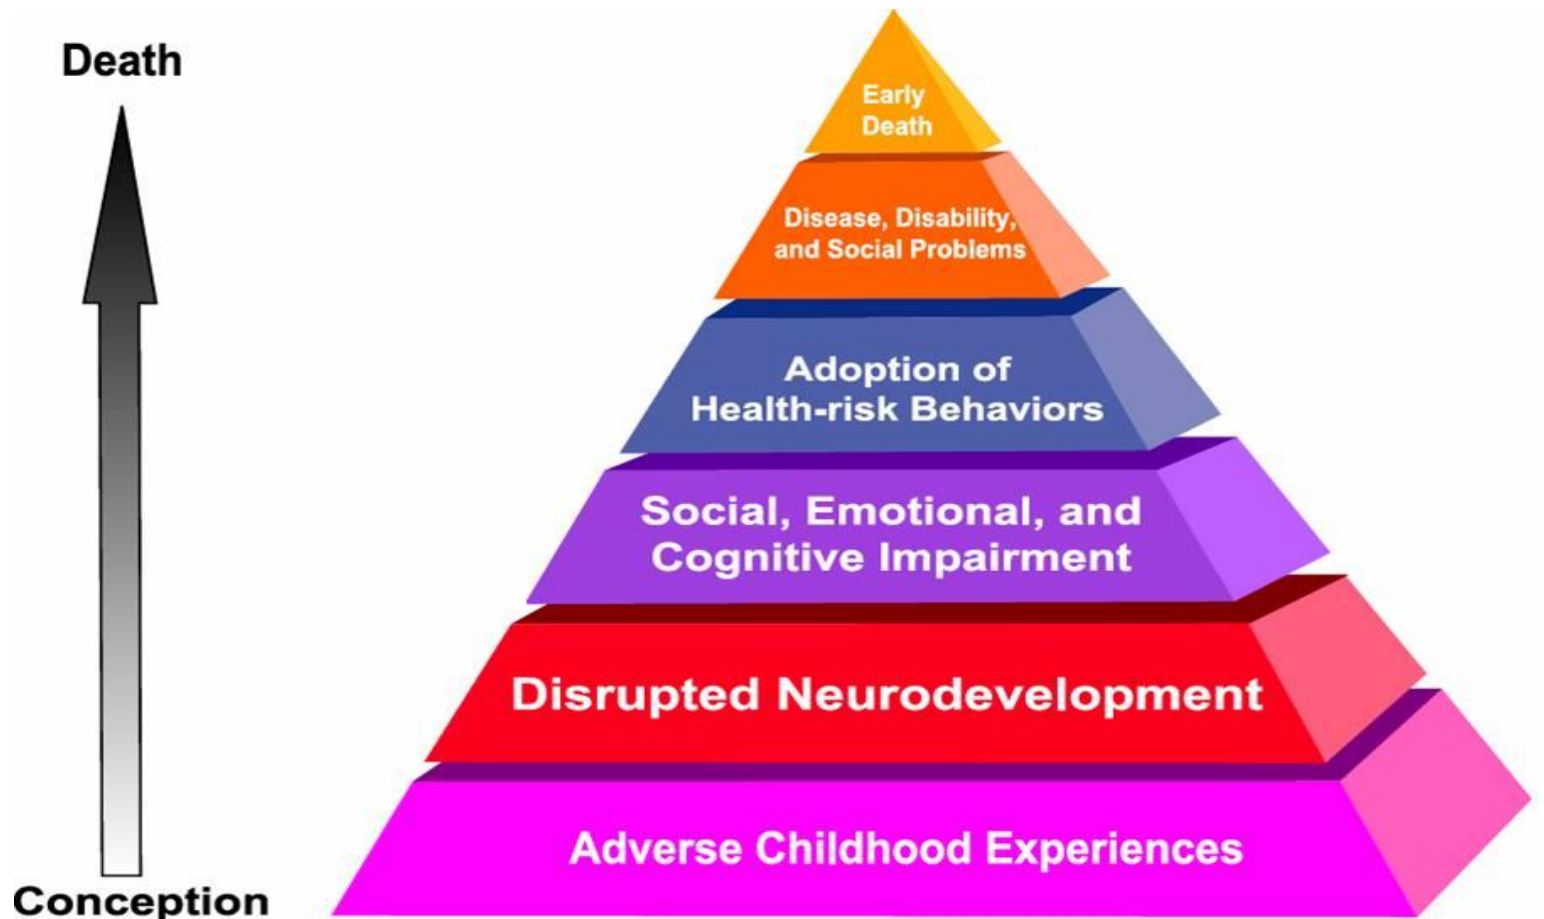 Death
Early
Death
Disease, Disability,
and Social Problems
Adoption of
Health-risk Behaviors
Social, Emotional, and
Cognitive Impairment
Disrupted Neurodevelopment
Adverse Childhood Experiences
Conception